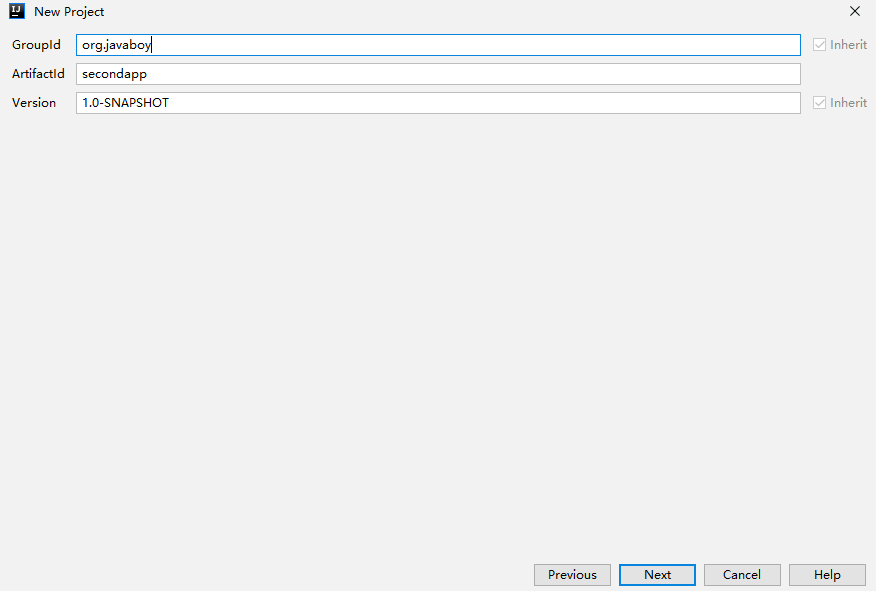 IJ New Project
GroupId org.javaboy Inherit
ArtifactId secondapp
Version 1.0-SNAPSHOT Inherit
Previous Next Cancel Help